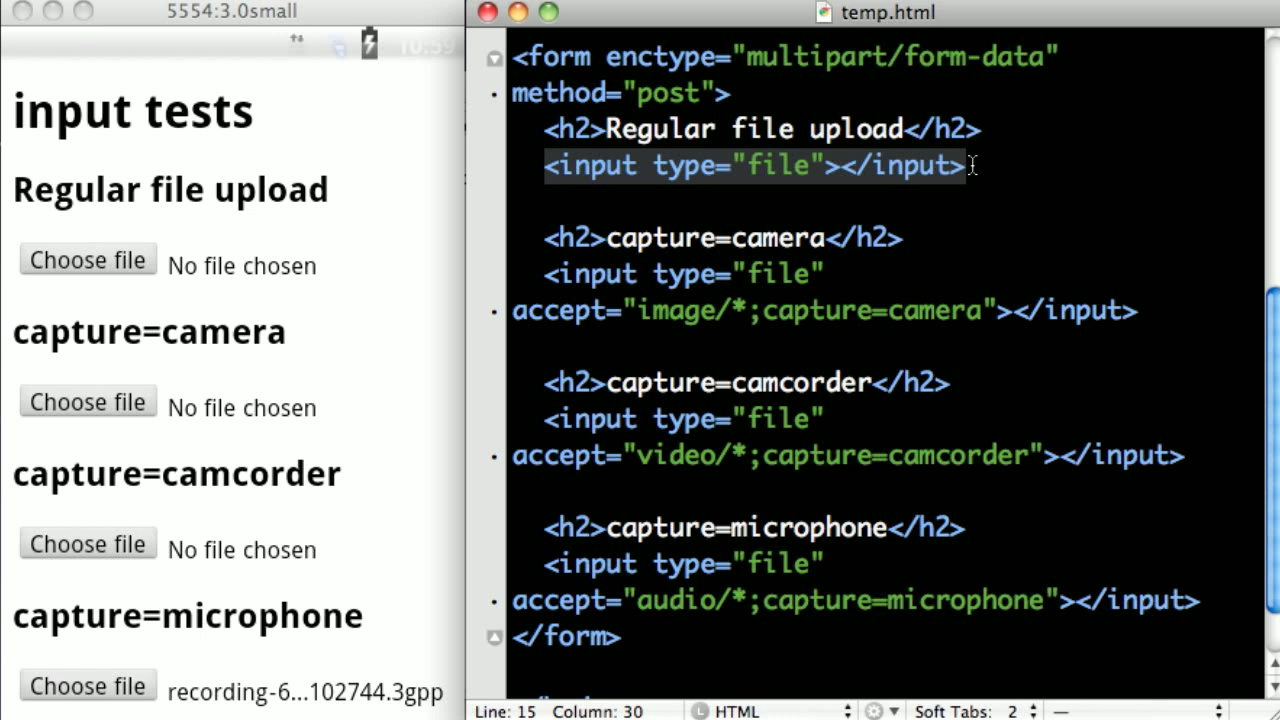 5554:3.0small
10:59
input tests
Regular file upload
Choose file No file chosen
capture=camera
Choose file No file chosen
capture=camcorder
Choose file No file chosen
capture=microphone
Choose file recording-6...102744.3gpp
temp.html
<form enctype="multipart/form-data"
method="post">
<h2>Regular file upload</h2>
<input type="file"></input>
<h2>capture=camera</h2>
<input type="file"
accept="image/*;capture=camera"></input>
<h2>capture=camcorder</h2>
<input type="file"
accept="video/*;capture=camcorder"></input>
<h2>capture=microphone</h2>
<input type="file"
accept="audio/*;capture=microphone"></input>
</form>
Line: 15 Column: 30 L HTML Soft Tabs: 2 —